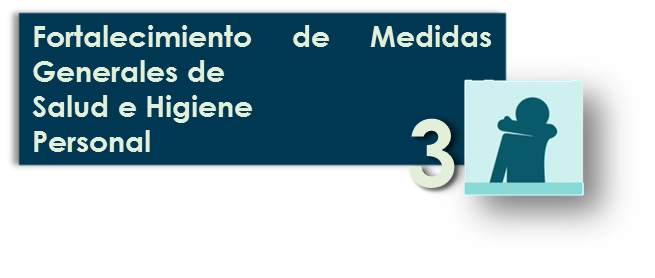 Fortalecimiento de Medidas
Generales de
Salud e Higiene
Personal
3